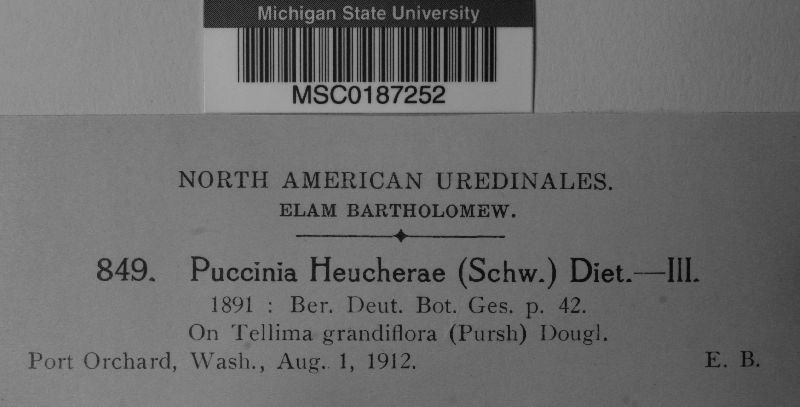 Michigan State University
MSC0187252
NORTH AMERICAN UREDINALES.
ELAM BARTHOLOMEW.
849. Puccinia Heucherae (Schw.) Diet.—III.
1891 : Ber. Deut. Bot. Ges. p. 42.
On Tellima grandiflora (Pursh) Dougl.
Port Orchard, Wash., Aug. 1, 1912. E. B.